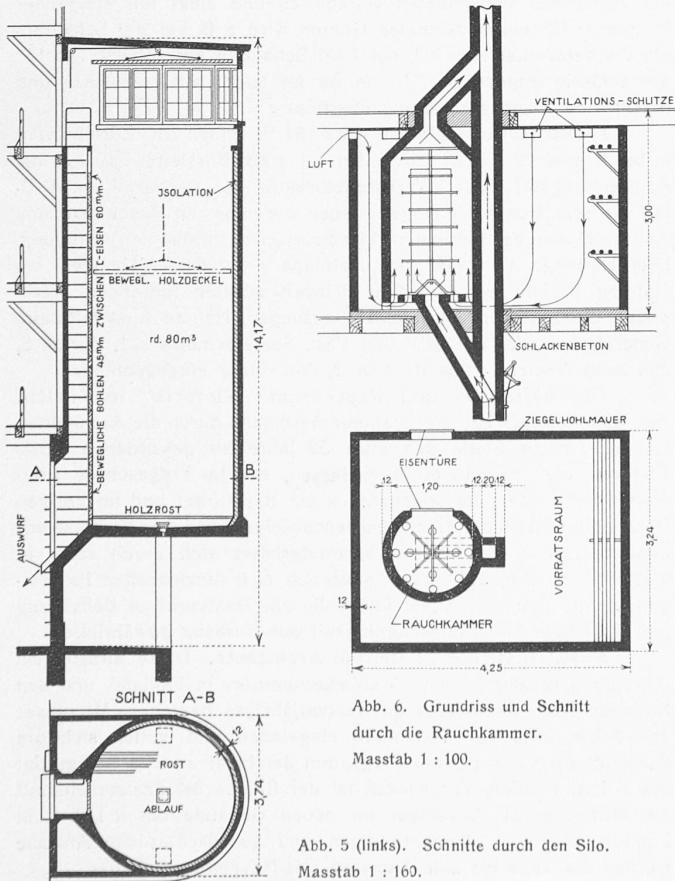 JSOLATION
BEWEGLICHE BOHLEN 45m/m ZWISCHEN [-EISEN 60m/m
BEWEGL. HOLZDECKEL
rd. 80 m³
14,17
A
B
HOLZROST
AUSWURF
SCHNITT A-B
ROST
ABLAUF
12
3,74
VENTILATIONS-SCHLITZE
LUFT
3,00
SCHLACKENBETON
ZIEGELHOHLMAUER
EISENTÜRE
12
1,20
12 20 12
VORRATSRAUM
3,24
12
RAUCHKAMMER
4,25
Abb. 6. Grundriss und Schnitt
durch die Rauchkammer.
Masstab 1 : 100.
Abb. 5 (links). Schnitte durch den Silo.
Masstab 1 : 160.